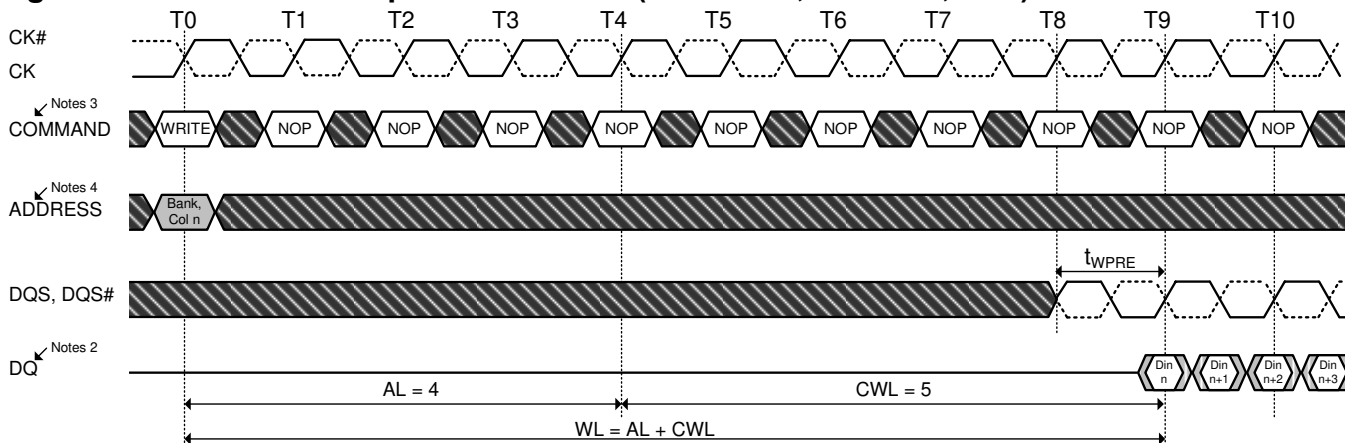 T0 T1 T2 T3 T4 T5 T6 T7 T8 T9 T10
CK#
CK
Notes 3
COMMAND WRITE NOP NOP NOP NOP NOP NOP NOP NOP NOP NOP
Notes 4
ADDRESS Bank,
Col n
tWPRE
DQS, DQS#
Notes 2
DQ Din Din Din Din
n n+1 n+2 n+3
AL = 4 CWL = 5
WL = AL + CWL